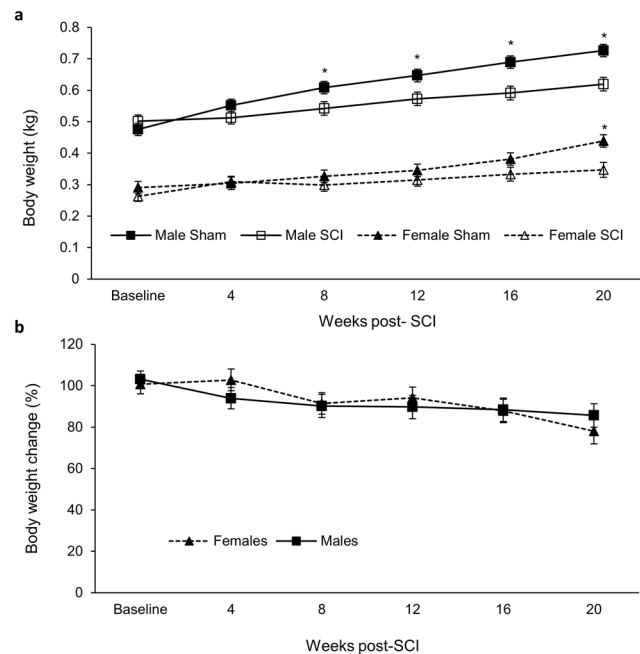 a
Body weight (kg)
0.8
0.7
0.6
0.5
0.4
0.3
0.2
0.1
0
* * * *
*
Male Sham Male SCI Female Sham Female SCI
Baseline 4 8 12 16 20
Weeks post- SCI
b
Body weight change (%)
120
100
80
60
40
20
0
Females Males
Baseline 4 8 12 16 20
Weeks post-SCI